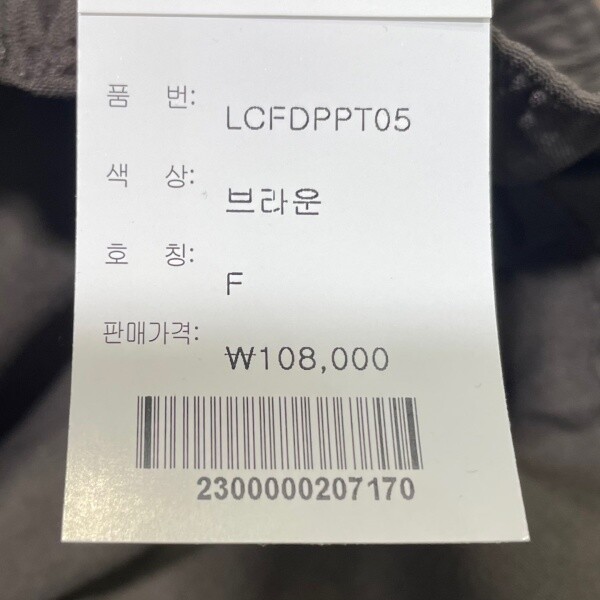 품 번: LCFDPPT05
색 상: 브라운
호 칭: F
판매가격: ₩108,000
2300000207170